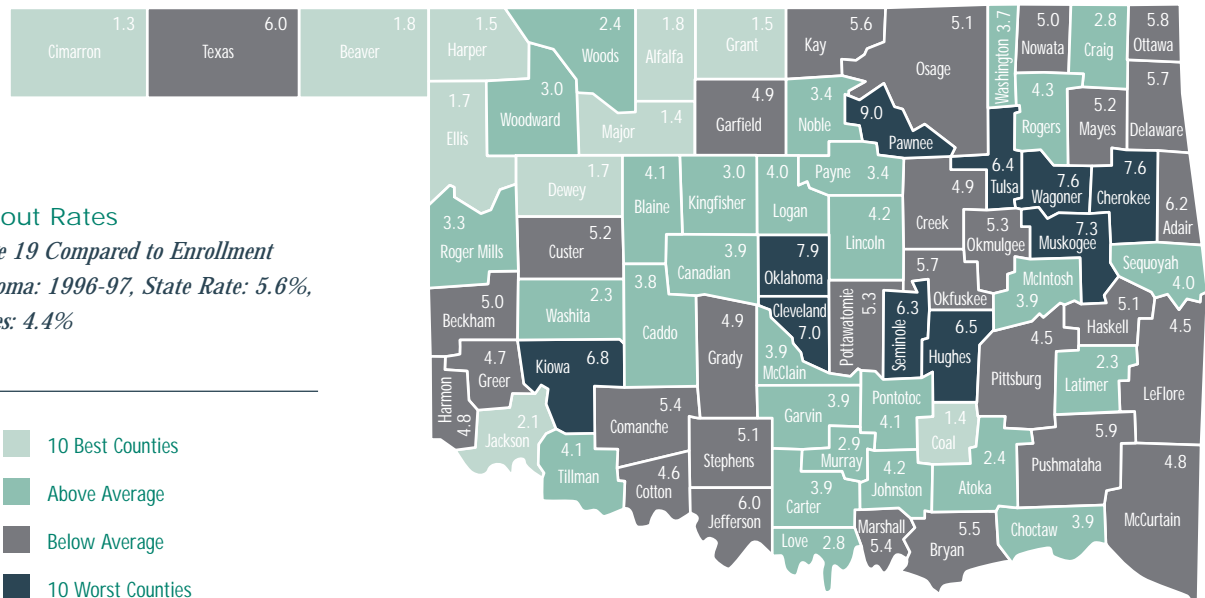 1.3
Cimarron
6.0
Texas
1.8
Beaver
1.5
Harper
2.4
Woods
1.8
Alfalfa
1.5
Grant
5.6
Kay
5.1
Osage
Washington 3.7
5.0
Nowata
2.8
Craig
5.8
Ottawa
1.7
Ellis
3.0
Woodward
Major 1.4
4.9
Garfield
3.4
Noble
9.0
Pawnee
4.3
Rogers
5.2
Mayes
5.7
Delaware
1.7
Dewey
4.1
Blaine
3.0
Kingfisher
4.0
Logan
Payne 3.4
4.9
Creek
6.4
Tulsa
7.6
Wagoner
7.6
Cherokee
6.2
Adair
out Rates
e 19 Compared to Enrollment
oma: 1996-97, State Rate: 5.6%,
es: 4.4%
3.3
Roger Mills
5.2
Custer
3.9
Canadian
7.9
Oklahoma
4.2
Lincoln
5.3
Okmulgee
7.3
Muskogee
Sequoyah
4.0
McIntosh
3.9
5.0
Beckham
2.3
Washita
3.8
Caddo
4.9
Grady
Cleveland
7.0
Pottawatomie 5.3
Seminole 6.3
5.7
Okfuskee
6.5
Hughes
4.5
Pittsburg
5.1
Haskell
4.5
LeFlore
3.9
McClain
2.3
Latimer
Harmon 4.8
4.7
Greer
Kiowa 6.8
2.1
Jackson
4.1
Tillman
5.4
Comanche
4.6
Cotton
5.1
Stephens
6.0
Jefferson
3.9
Garvin
2.9
Murray
Pontotoc
4.1
1.4
Coal
2.4
Atoka
5.9
Pushmataha
4.8
McCurtain
3.9
Carter
4.2
Johnston
Love 2.8
Marshall
5.4
5.5
Bryan
Choctaw 3.9
10 Best Counties
Above Average
Below Average
10 Worst Counties